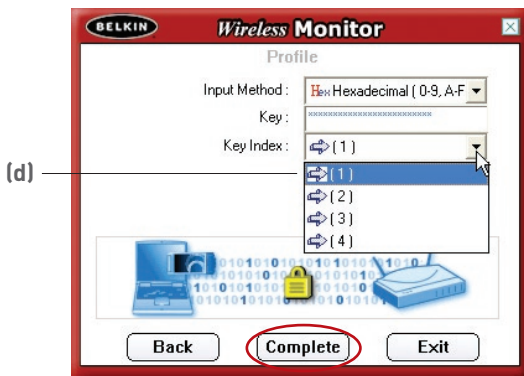 BELKIN Wireless Monitor
Profile
Input Method : Hex Hexadecimal ( 0-9, A-F
Key : **************************
Key Index : ( 1 )
(d) ( 1 )
( 2 )
( 3 )
( 4 )
Back Complete Exit